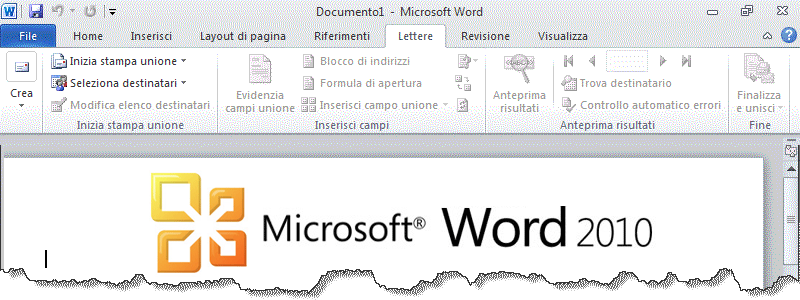 Documento1 - Microsoft Word
File Home Inserisci Layout di pagina Riferimenti Lettere Revisione Visualizza
Crea
Inizia stampa unione
Seleziona destinatari
Modifica elenco destinatari
Inizia stampa unione
Evidenzia
campi unione
Blocco di indirizzi
Formula di apertura
Inserisci campo unione
Inserisci campi
ABC
Anteprima
risultati
Trova destinatario
Controllo automatico errori
Anteprima risultati
Finalizza
e unisci
Fine
Microsoft® Word 2010